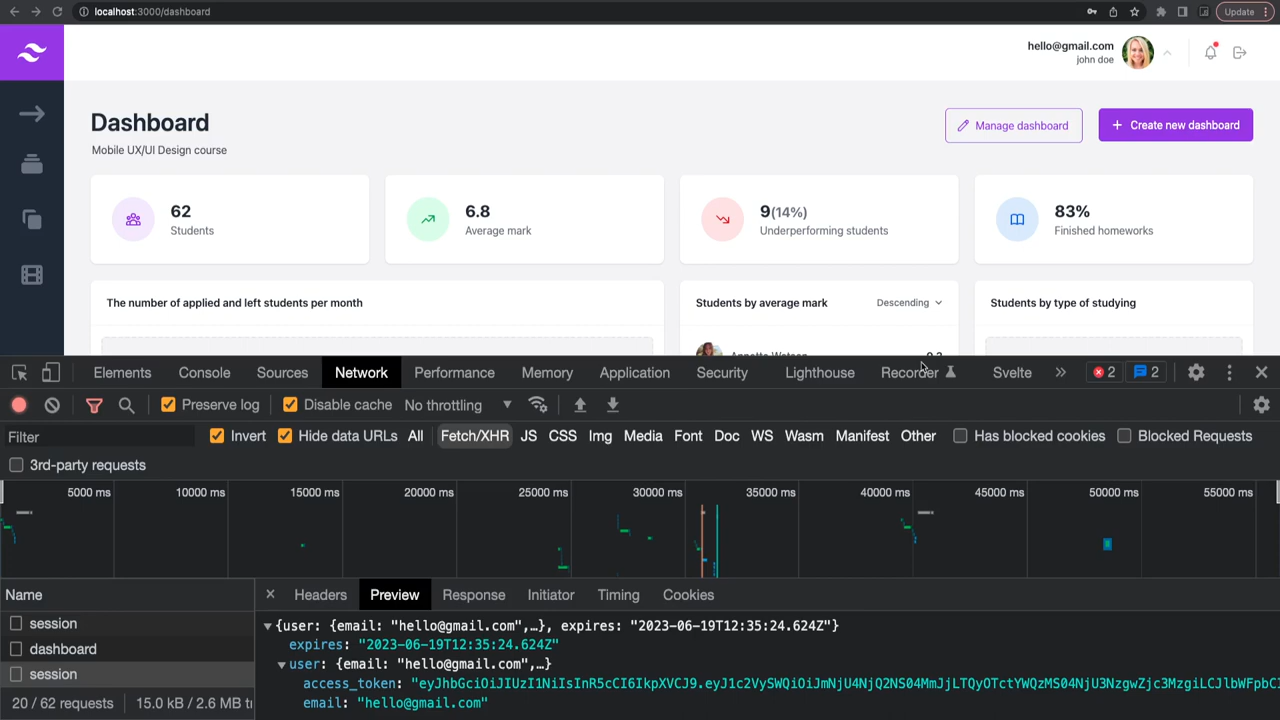 localhost:3000/dashboard
Update
hello@gmail.com
john doe
Dashboard
Mobile UX/UI Design course
Manage dashboard
Create new dashboard
62
Students
6.8
Average mark
9(14%)
Underperforming students
83%
Finished homeworks
The number of applied and left students per month
Students by average mark
Descending
Students by type of studying
Elements Console Sources Network Performance Memory Application Security Lighthouse Recorder Svelte 2 2
Preserve log Disable cache No throttling
Filter Invert Hide data URLs All Fetch/XHR JS CSS Img Media Font Doc WS Wasm Manifest Other Has blocked cookies Blocked Requests
3rd-party requests
5000 ms 10000 ms 15000 ms 20000 ms 25000 ms 30000 ms 35000 ms 40000 ms 45000 ms 50000 ms 55000 ms
Name
session
dashboard
session
20 / 62 requests 15.0 kB / 2.6 MB
Headers Preview Response Initiator Timing Cookies
{user: {email: "hello@gmail.com",…}, expires: "2023-06-19T12:35:24.624Z"}
expires: "2023-06-19T12:35:24.624Z"
user: {email: "hello@gmail.com",…}
access_token:
email: "hello@gmail.com"